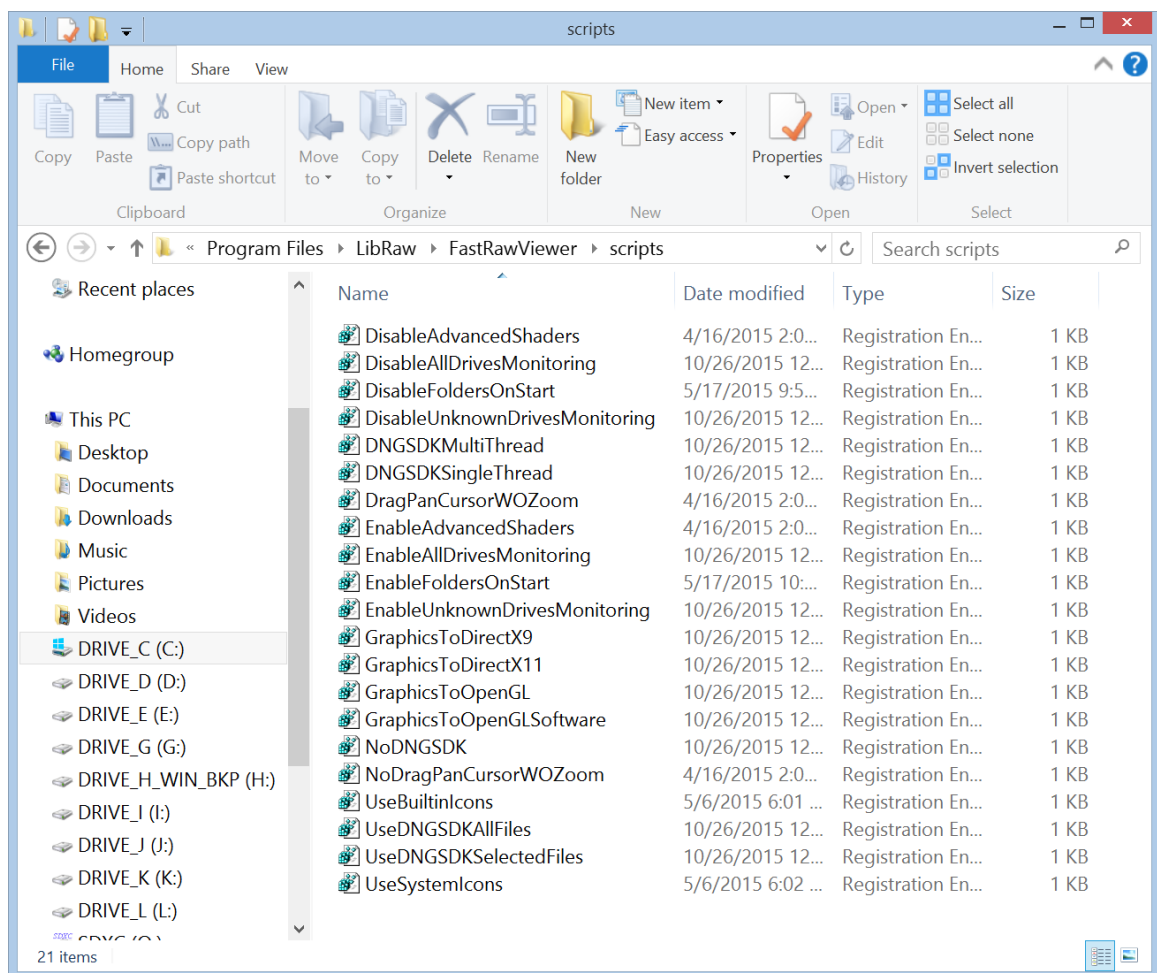 scripts
File Home Share View
Copy
Paste
Cut
Copy path
Paste shortcut
Clipboard
Move to
Copy to
Delete
Rename
Organize
New folder
New item
Easy access
New
Properties
Open
Edit
History
Open
Select all
Select none
Invert selection
Select
« Program Files LibRaw FastRawViewer scripts
Search scripts
Recent places
Homegroup
This PC
Desktop
Documents
Downloads
Music
Pictures
Videos
DRIVE_C (C:)
DRIVE_D (D:)
DRIVE_E (E:)
DRIVE_G (G:)
DRIVE_H_WIN_BKP (H:)
DRIVE_I (I:)
DRIVE_J (J:)
DRIVE_K (K:)
DRIVE_L (L:)
Name Date modified Type Size
DisableAdvancedShaders 4/16/2015 2:0... Registration En... 1 KB
DisableAllDrivesMonitoring 10/26/2015 12... Registration En... 1 KB
DisableFoldersOnStart 5/17/2015 9:5... Registration En... 1 KB
DisableUnknownDrivesMonitoring 10/26/2015 12... Registration En... 1 KB
DNGSDKMultiThread 10/26/2015 12... Registration En... 1 KB
DNGSDKSingleThread 10/26/2015 12... Registration En... 1 KB
DragPanCursorWOZoom 4/16/2015 2:0... Registration En... 1 KB
EnableAdvancedShaders 4/16/2015 2:0... Registration En... 1 KB
EnableAllDrivesMonitoring 10/26/2015 12... Registration En... 1 KB
EnableFoldersOnStart 5/17/2015 10:... Registration En... 1 KB
EnableUnknownDrivesMonitoring 10/26/2015 12... Registration En... 1 KB
GraphicsToDirectX9 10/26/2015 12... Registration En... 1 KB
GraphicsToDirectX11 10/26/2015 12... Registration En... 1 KB
GraphicsToOpenGL 10/26/2015 12... Registration En... 1 KB
GraphicsToOpenGLSoftware 10/26/2015 12... Registration En... 1 KB
NoDNGSDK 10/26/2015 12... Registration En... 1 KB
NoDragPanCursorWOZoom 4/16/2015 2:0... Registration En... 1 KB
UseBuiltinIcons 5/6/2015 6:01 ... Registration En... 1 KB
UseDNGSDKAllFiles 10/26/2015 12... Registration En... 1 KB
UseDNGSDKSelectedFiles 10/26/2015 12... Registration En... 1 KB
UseSystemIcons 5/6/2015 6:02 ... Registration En... 1 KB
21 items